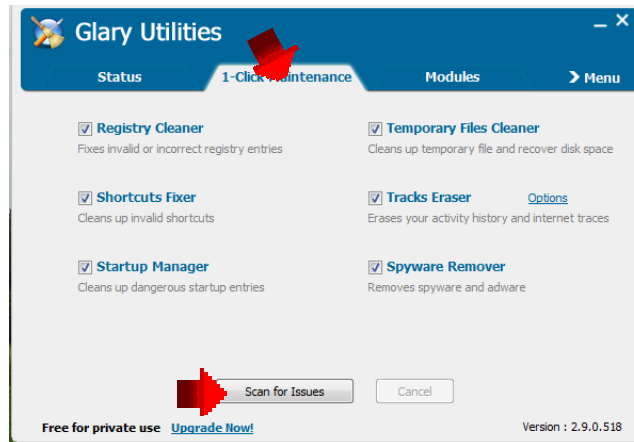 Glary Utilities
Status 1-Click Maintenance Modules Menu
Registry Cleaner Temporary Files Cleaner
Fixes invalid or incorrect registry entries Cleans up temporary file and recover disk space
Shortcuts Fixer Tracks Eraser Options
Cleans up invalid shortcuts Erases your activity history and internet traces
Startup Manager Spyware Remover
Cleans up dangerous startup entries Removes spyware and adware
Scan for Issues Cancel
Free for private use Upgrade Now! Version : 2.9.0.518